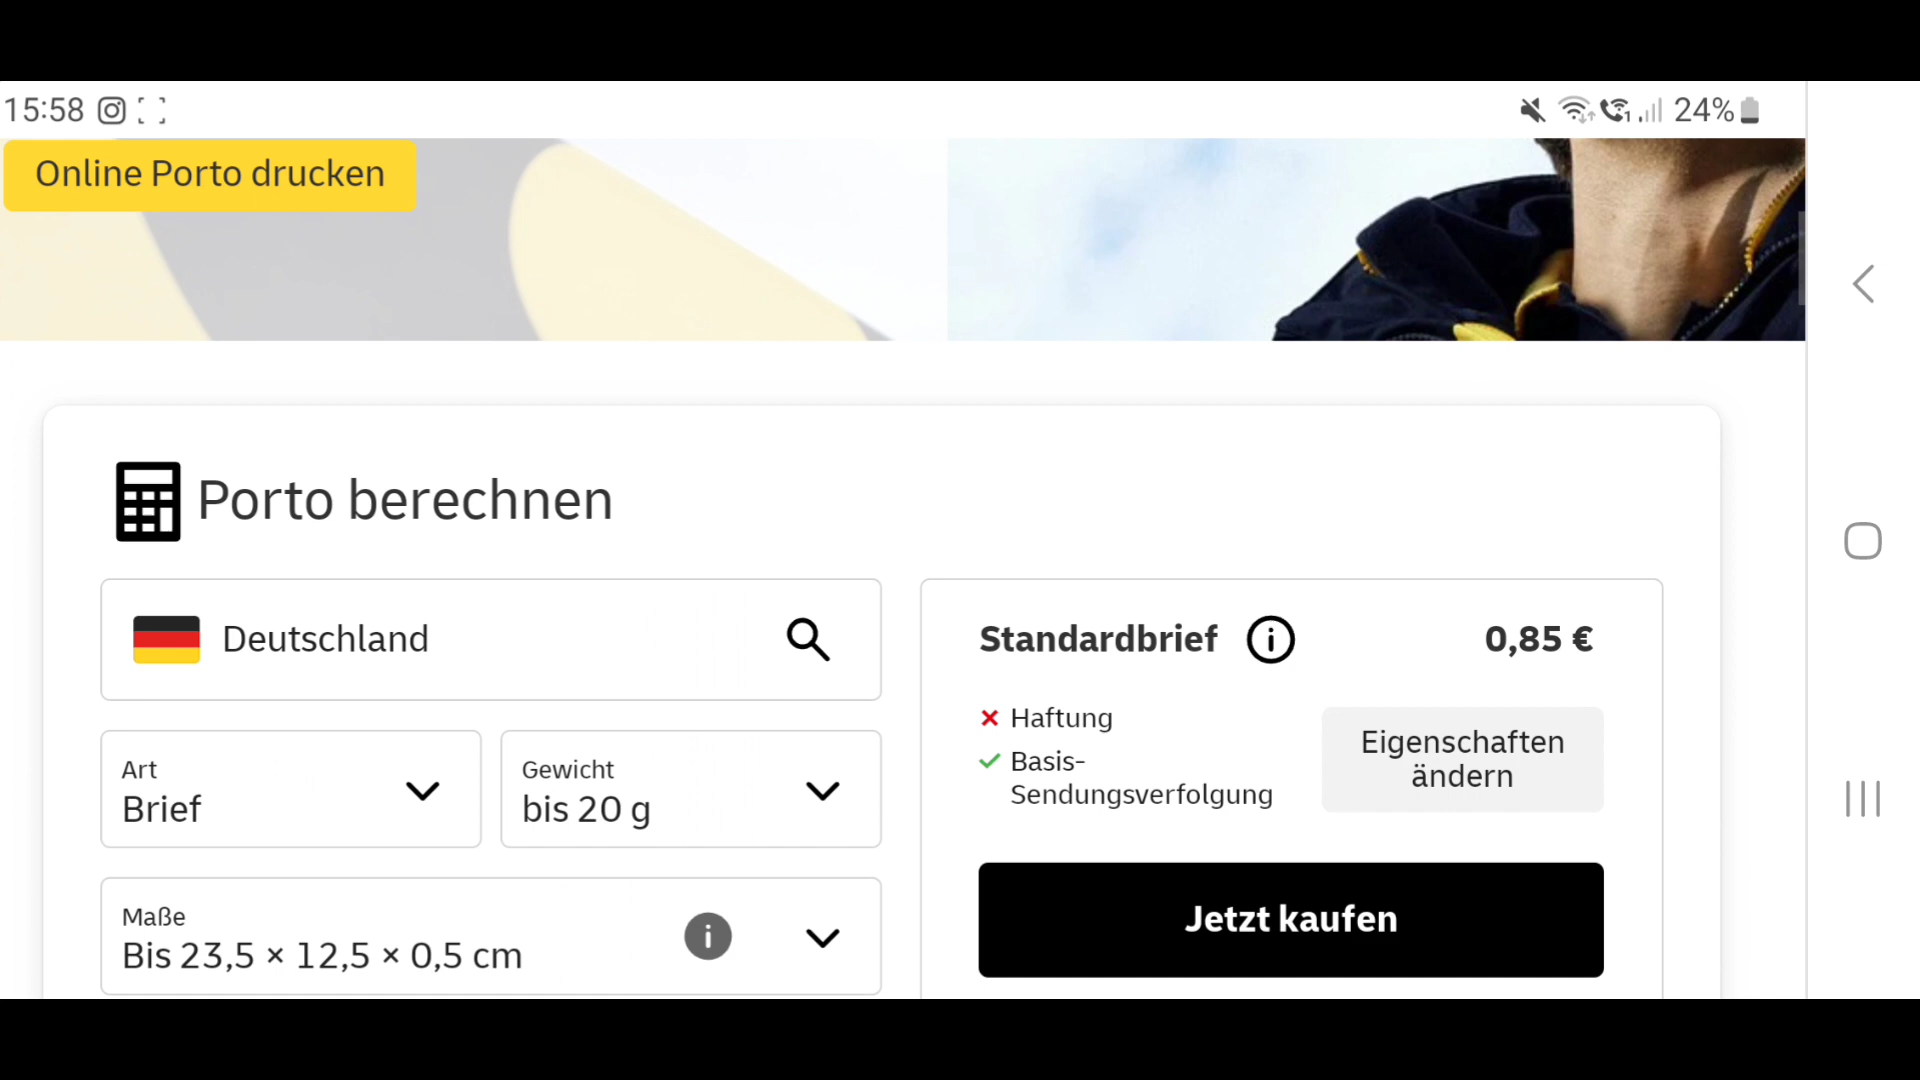 15:58
24%
Online Porto drucken
Porto berechnen
Deutschland
Art
Brief
Gewicht
bis 20 g
Maße
Bis 23,5 × 12,5 × 0,5 cm
Standardbrief
0,85 €
Haftung
Basis-
Sendungsverfolgung
Eigenschaften
ändern
Jetzt kaufen